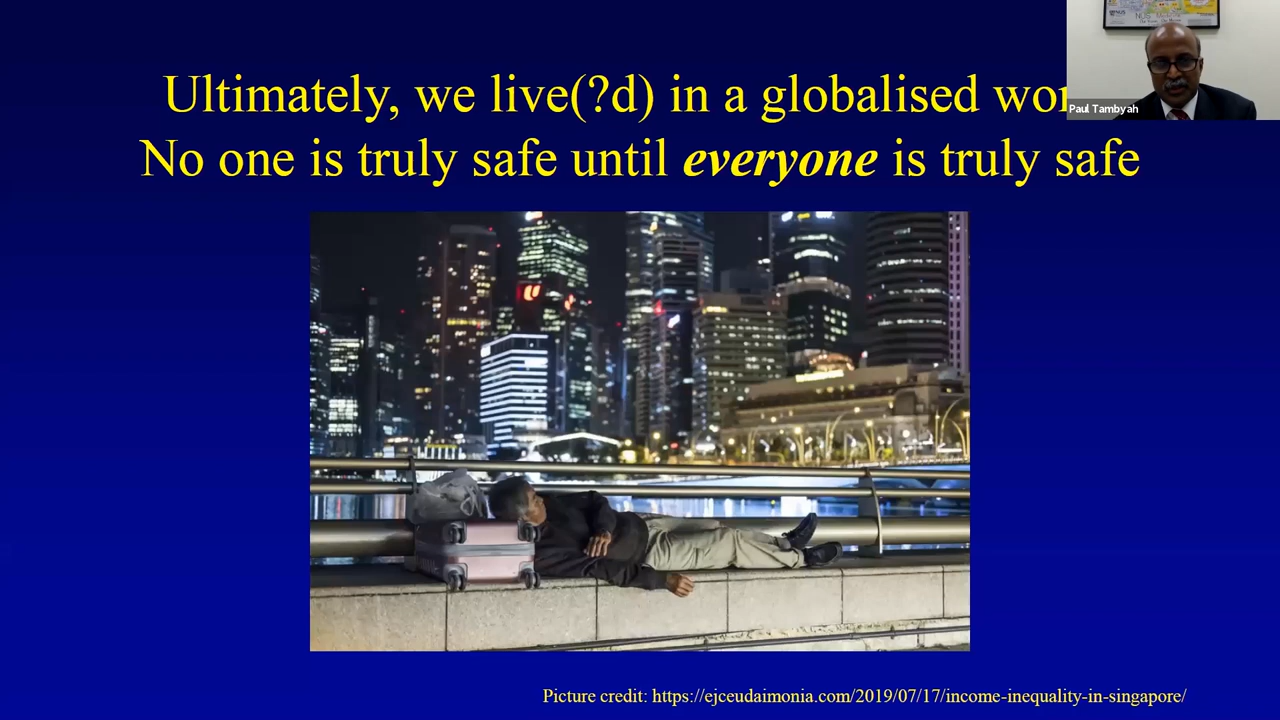 Ultimately, we live(?d) in a globalised
No one is truly safe until everyone is truly safe
Paul Tambyah
Picture credit: https://ejceudaimonia.com/2019/07/17/income-inequality-in-singapore/